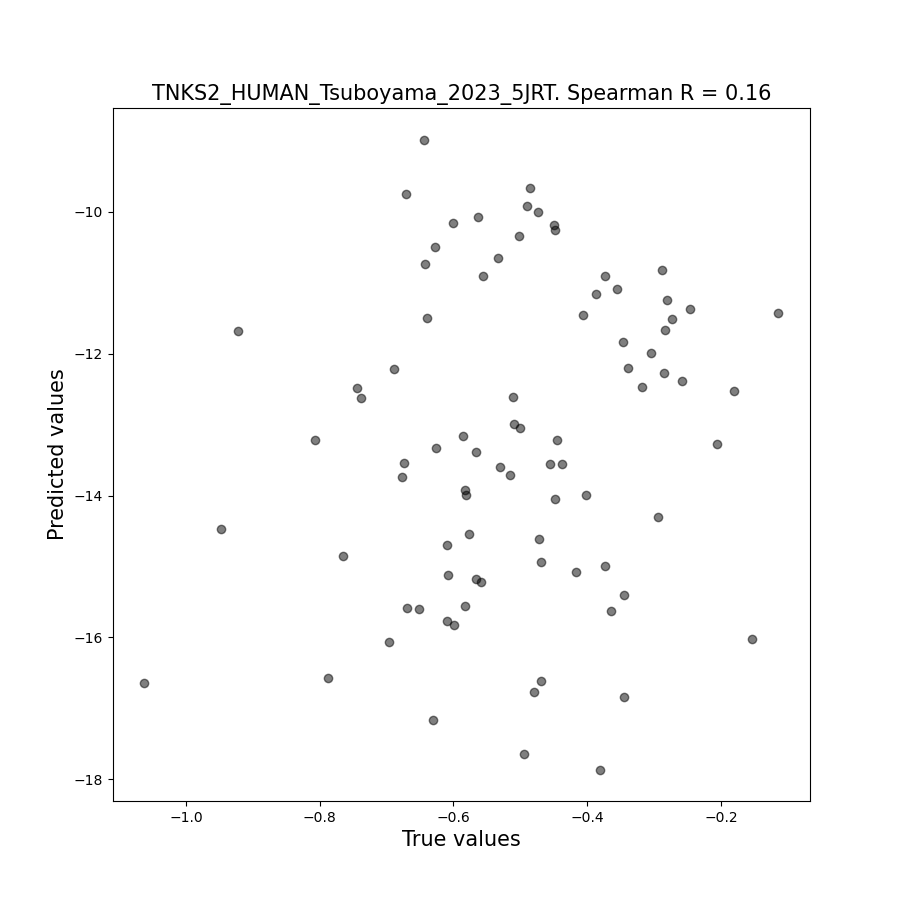 TNKS2_HUMAN_Tsuboyama_2023_5JRT. Spearman R = 0.16
−10
−12
−14
−16
−18
Predicted values
−1.0 −0.8 −0.6 −0.4 −0.2
True values